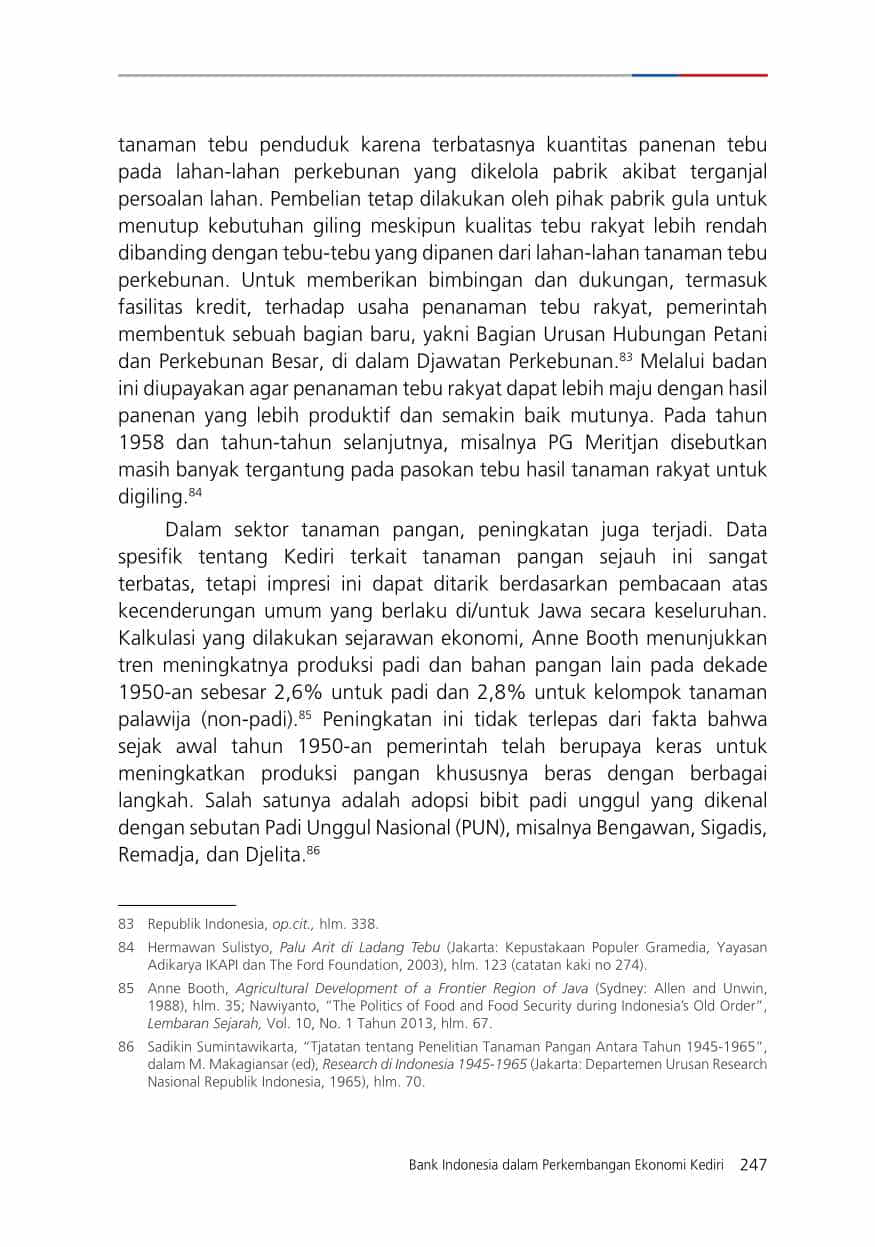 tanaman tebu penduduk karena terbatasnya kuantitas panenan tebu
pada lahan-lahan perkebunan yang dikelola pabrik akibat terganjal
persoalan lahan. Pembelian tetap dilakukan oleh pihak pabrik gula untuk
menutup kebutuhan giling meskipun kualitas tebu rakyat lebih rendah
dibanding dengan tebu-tebu yang dipanen dari lahan-lahan tanaman tebu
perkebunan. Untuk memberikan bimbingan dan dukungan, termasuk
fasilitas kredit, terhadap usaha penanaman tebu rakyat, pemerintah
membentuk sebuah bagian baru, yakni Bagian Urusan Hubungan Petani
dan Perkebunan Besar, di dalam Djawatan Perkebunan.83 Melalui badan
ini diupayakan agar penanaman tebu rakyat dapat lebih maju dengan hasil
panenan yang lebih produktif dan semakin baik mutunya. Pada tahun
1958 dan tahun-tahun selanjutnya, misalnya PG Meritjan disebutkan
masih banyak tergantung pada pasokan tebu hasil tanaman rakyat untuk
digiling.84
Dalam sektor tanaman pangan, peningkatan juga terjadi. Data
spesifik tentang Kediri terkait tanaman pangan sejauh ini sangat
terbatas, tetapi impresi ini dapat ditarik berdasarkan pembacaan atas
kecenderungan umum yang berlaku di/untuk Jawa secara keseluruhan.
Kalkulasi yang dilakukan sejarawan ekonomi, Anne Booth menunjukkan
tren meningkatnya produksi padi dan bahan pangan lain pada dekade
1950-an sebesar 2,6% untuk padi dan 2,8% untuk kelompok tanaman
palawija (non-padi).85 Peningkatan ini tidak terlepas dari fakta bahwa
sejak awal tahun 1950-an pemerintah telah berupaya keras untuk
meningkatkan produksi pangan khususnya beras dengan berbagai
langkah. Salah satunya adalah adopsi bibit padi unggul yang dikenal
dengan sebutan Padi Unggul Nasional (PUN), misalnya Bengawan, Sigadis,
Remadja, dan Djelita.86
83 Republik Indonesia, op.cit., hlm. 338.
84 Hermawan Sulistyo, Palu Arit di Ladang Tebu (Jakarta: Kepustakaan Populer Gramedia, Yayasan
Adikarya IKAPI dan The Ford Foundation, 2003), hlm. 123 (catatan kaki no 274).
85 Anne Booth, Agricultural Development of a Frontier Region of Java (Sydney: Allen and Unwin,
1988), hlm. 35; Nawiyanto, “The Politics of Food and Food Security during Indonesia’s Old Order”,
Lembaran Sejarah, Vol. 10, No. 1 Tahun 2013, hlm. 67.
86 Sadikin Sumintawikarta, “Tjatatan tentang Penelitian Tanaman Pangan Antara Tahun 1945-1965”,
dalam M. Makagiansar (ed), Research di Indonesia 1945-1965 (Jakarta: Departemen Urusan Research
Nasional Republik Indonesia, 1965), hlm. 70.
Bank Indonesia dalam Perkembangan Ekonomi Kediri 247